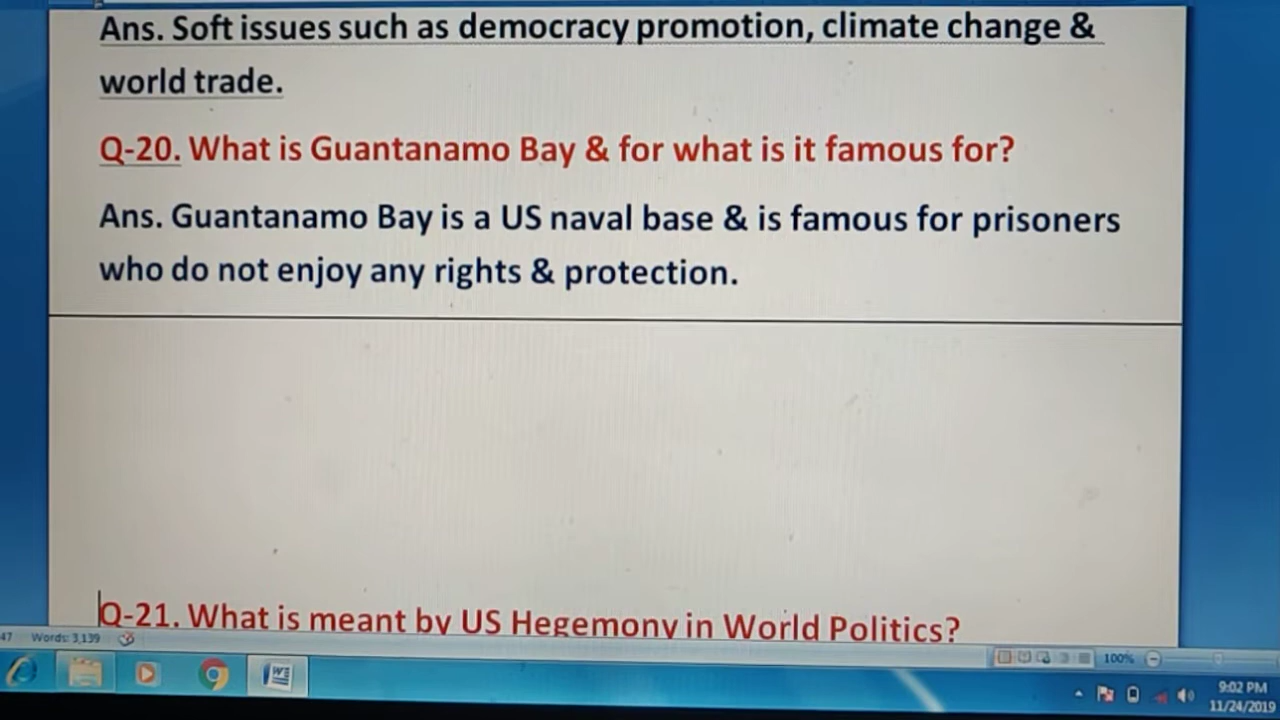 Ans. Soft issues such as democracy promotion, climate change &
world trade.
Q-20. What is Guantanamo Bay & for what is it famous for?
Ans. Guantanamo Bay is a US naval base & is famous for prisoners
who do not enjoy any rights & protection.
Q-21. What is meant by US Hegemony in World Politics?
47 Words: 3,139
100%
9:02 PM
11/24/2019